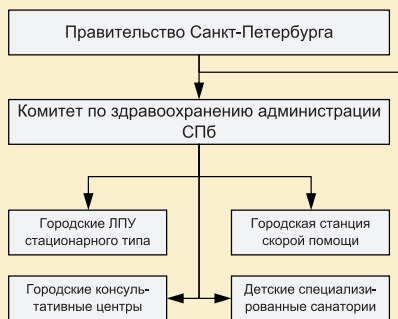 Правительство Санкт-Петербурга
Комитет по здравоохранению администрации
СПб
Городские ЛПУ
стационарного типа
Городская станция
скорой помощи
Городские консуль-
тативные центры
Детские специализи-
рованные санатории